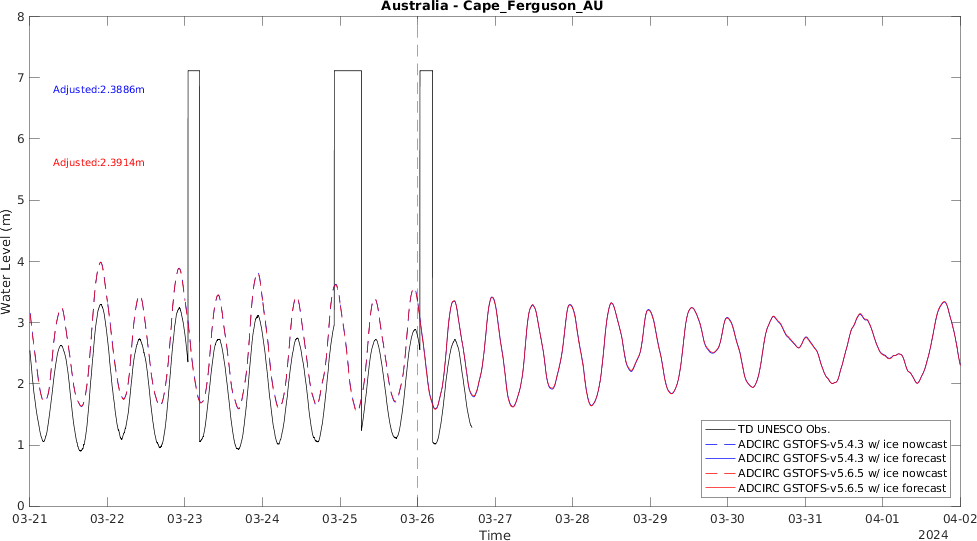 Australia - Cape_Ferguson_AU
8
7
6
5
4
3
2
1
0
Water Level (m)
Adjusted:2.3886m
Adjusted:2.3914m
TD UNESCO Obs.
ADCIRC GSTOFS-v5.4.3 w/ ice nowcast
ADCIRC GSTOFS-v5.4.3 w/ ice forecast
ADCIRC GSTOFS-v5.6.5 w/ ice nowcast
ADCIRC GSTOFS-v5.6.5 w/ ice forecast
03-21 03-22 03-23 03-24 03-25 03-26 03-27 03-28 03-29 03-30 03-31 04-01 04-02
Time
2024